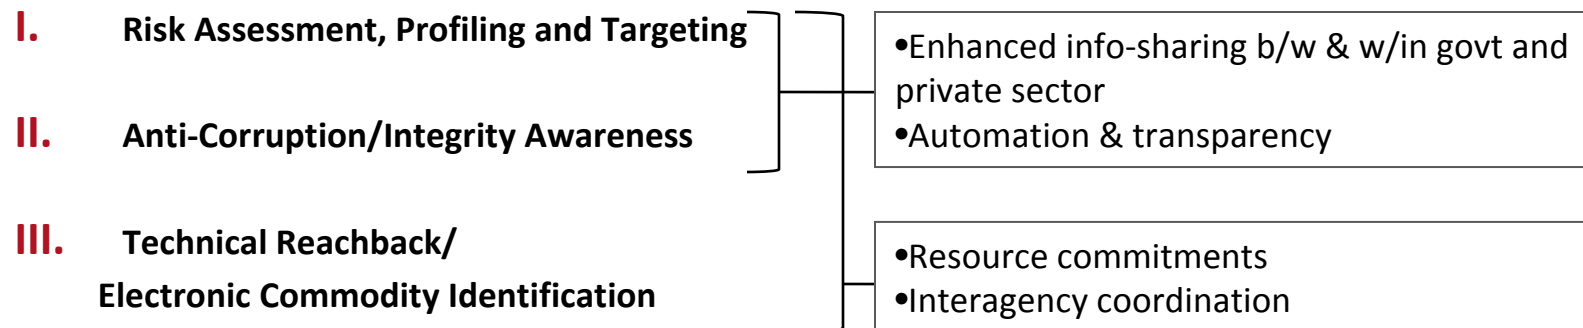 I. Risk Assessment, Profiling and Targeting
II. Anti-Corruption/Integrity Awareness
III. Technical Reachback/
Electronic Commodity Identification
•Enhanced info-sharing b/w & w/in govt and
private sector
•Automation & transparency
•Resource commitments
•Interagency coordination